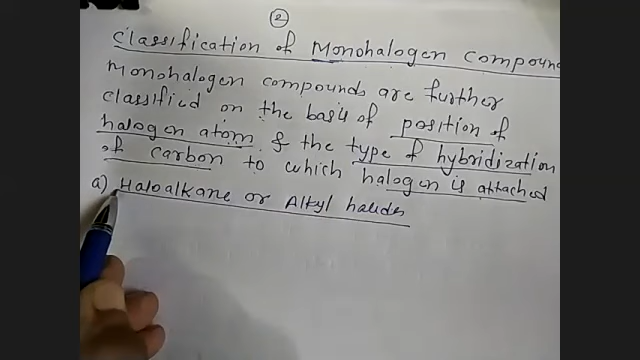 2
Classification of Monohalogen Compoun
Monohalogen compounds are further
classified on the basis of position of
halogen atom & the type of hybridization
of carbon to which halogen is attached
a) Haloalkane or Alkyl halides